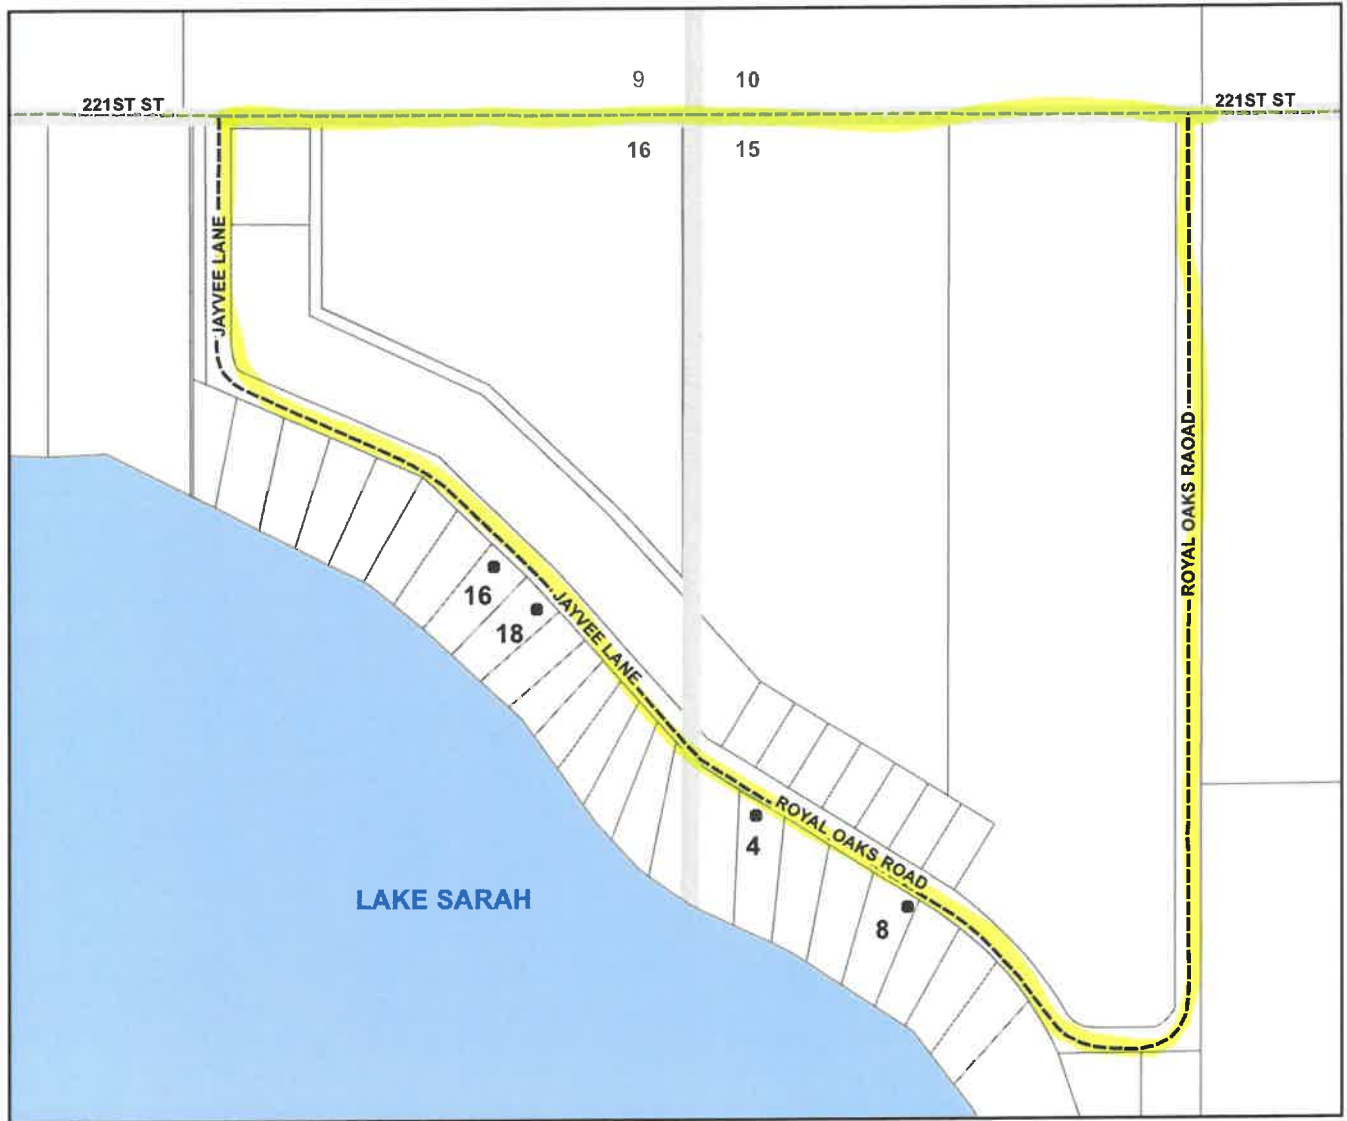 9 10
221ST ST 221ST ST
16 15
JAYVEE LANE
ROYAL OAKS RAOAD
16
18
JAYVEE LANE
ROYAL OAKS ROAD
4
8
LAKE SARAH